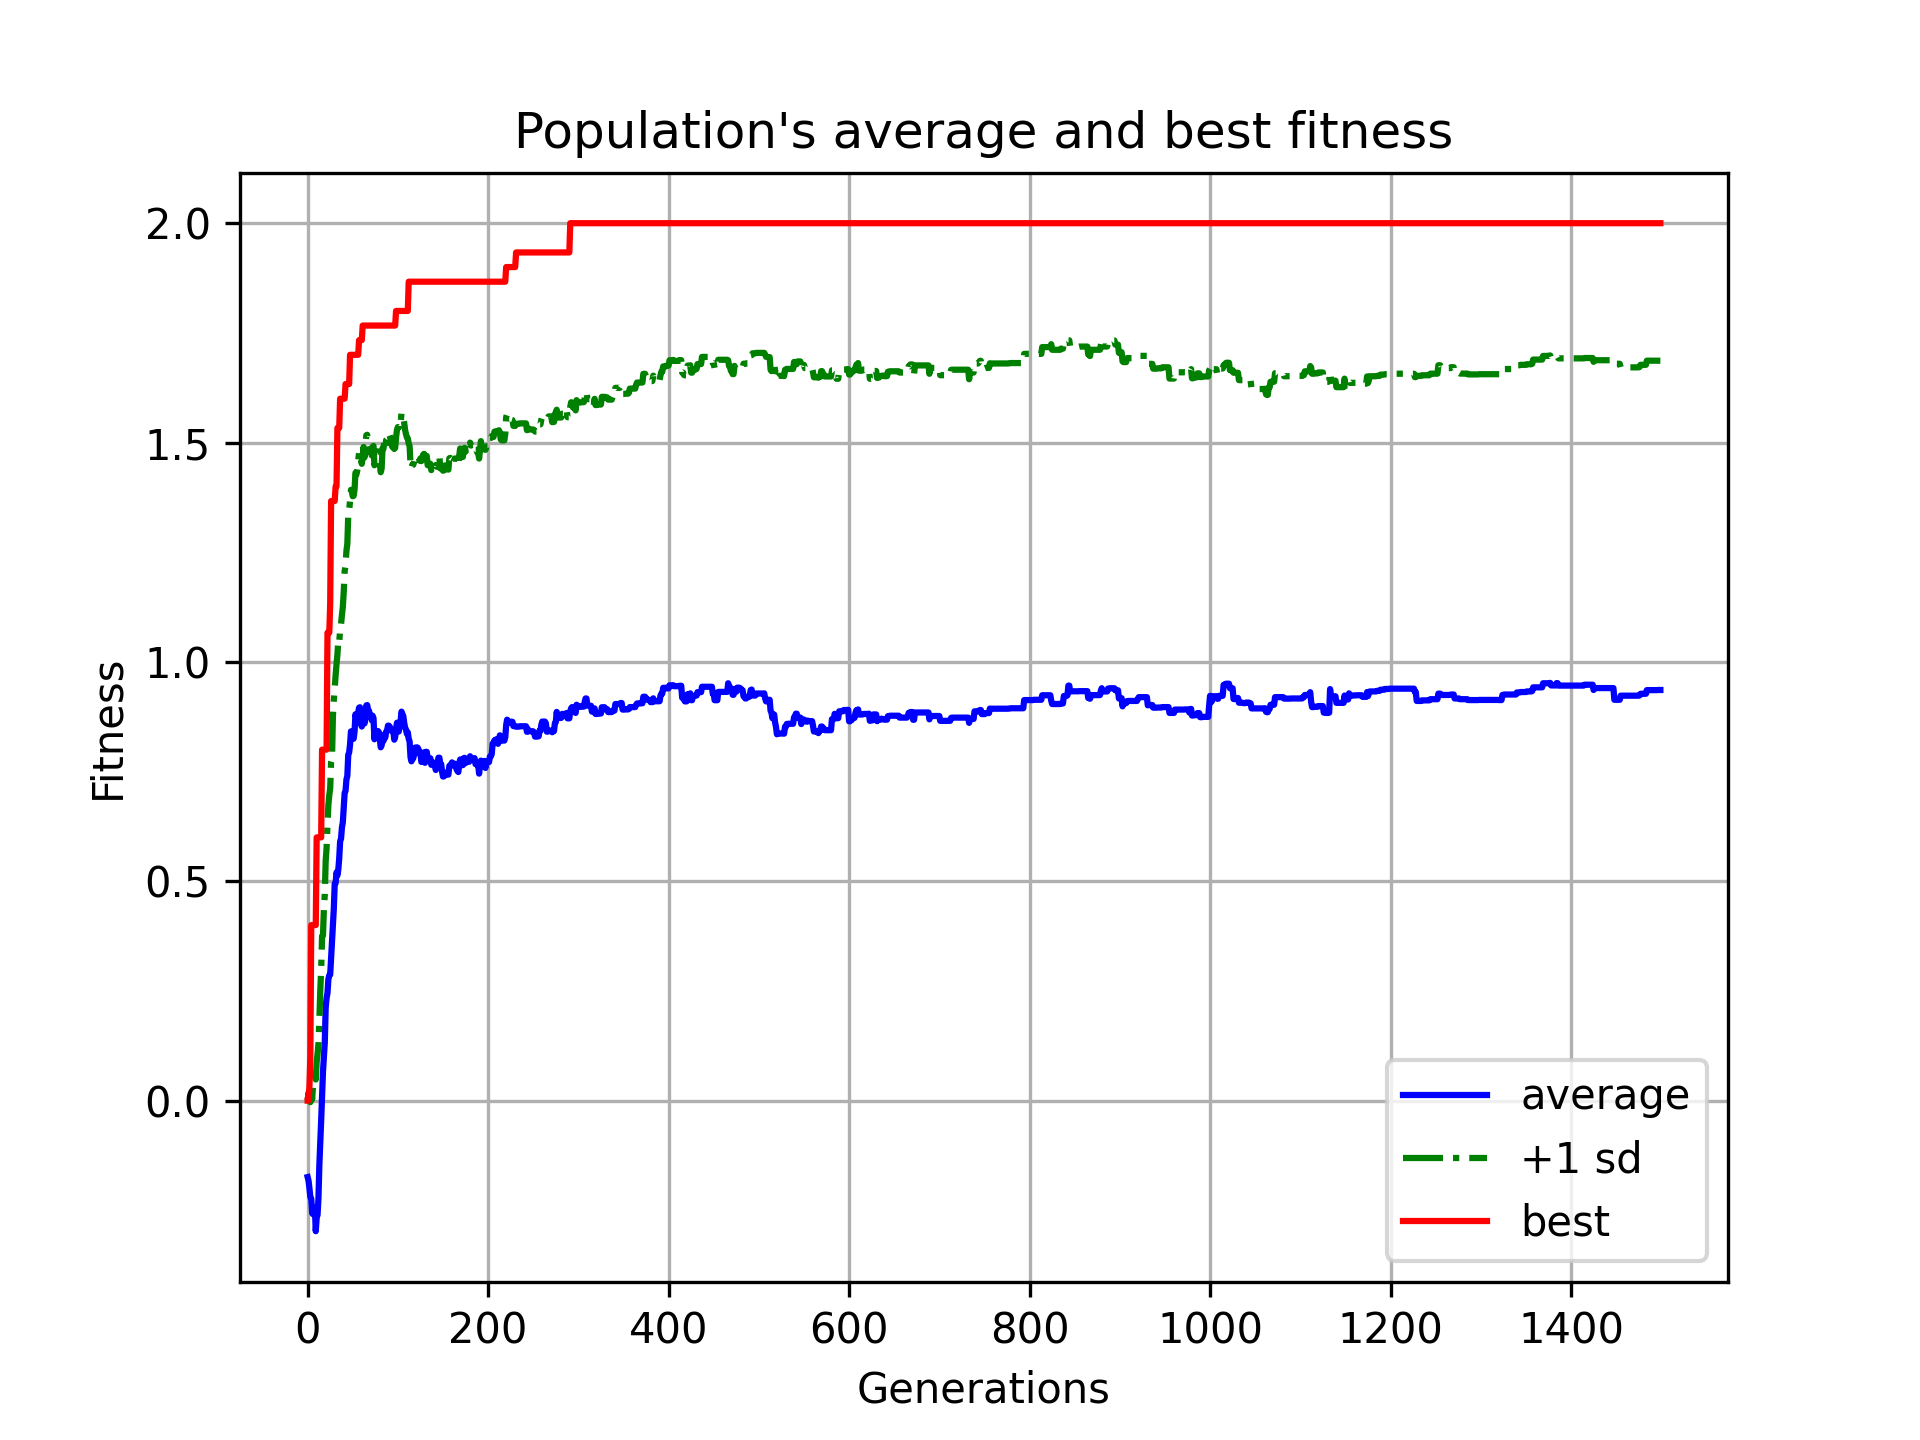 Population's average and best fitness
2.0
1.5
1.0
0.5
0.0
Fitness
average
+1 sd
best
0 200 400 600 800 1000 1200 1400
Generations